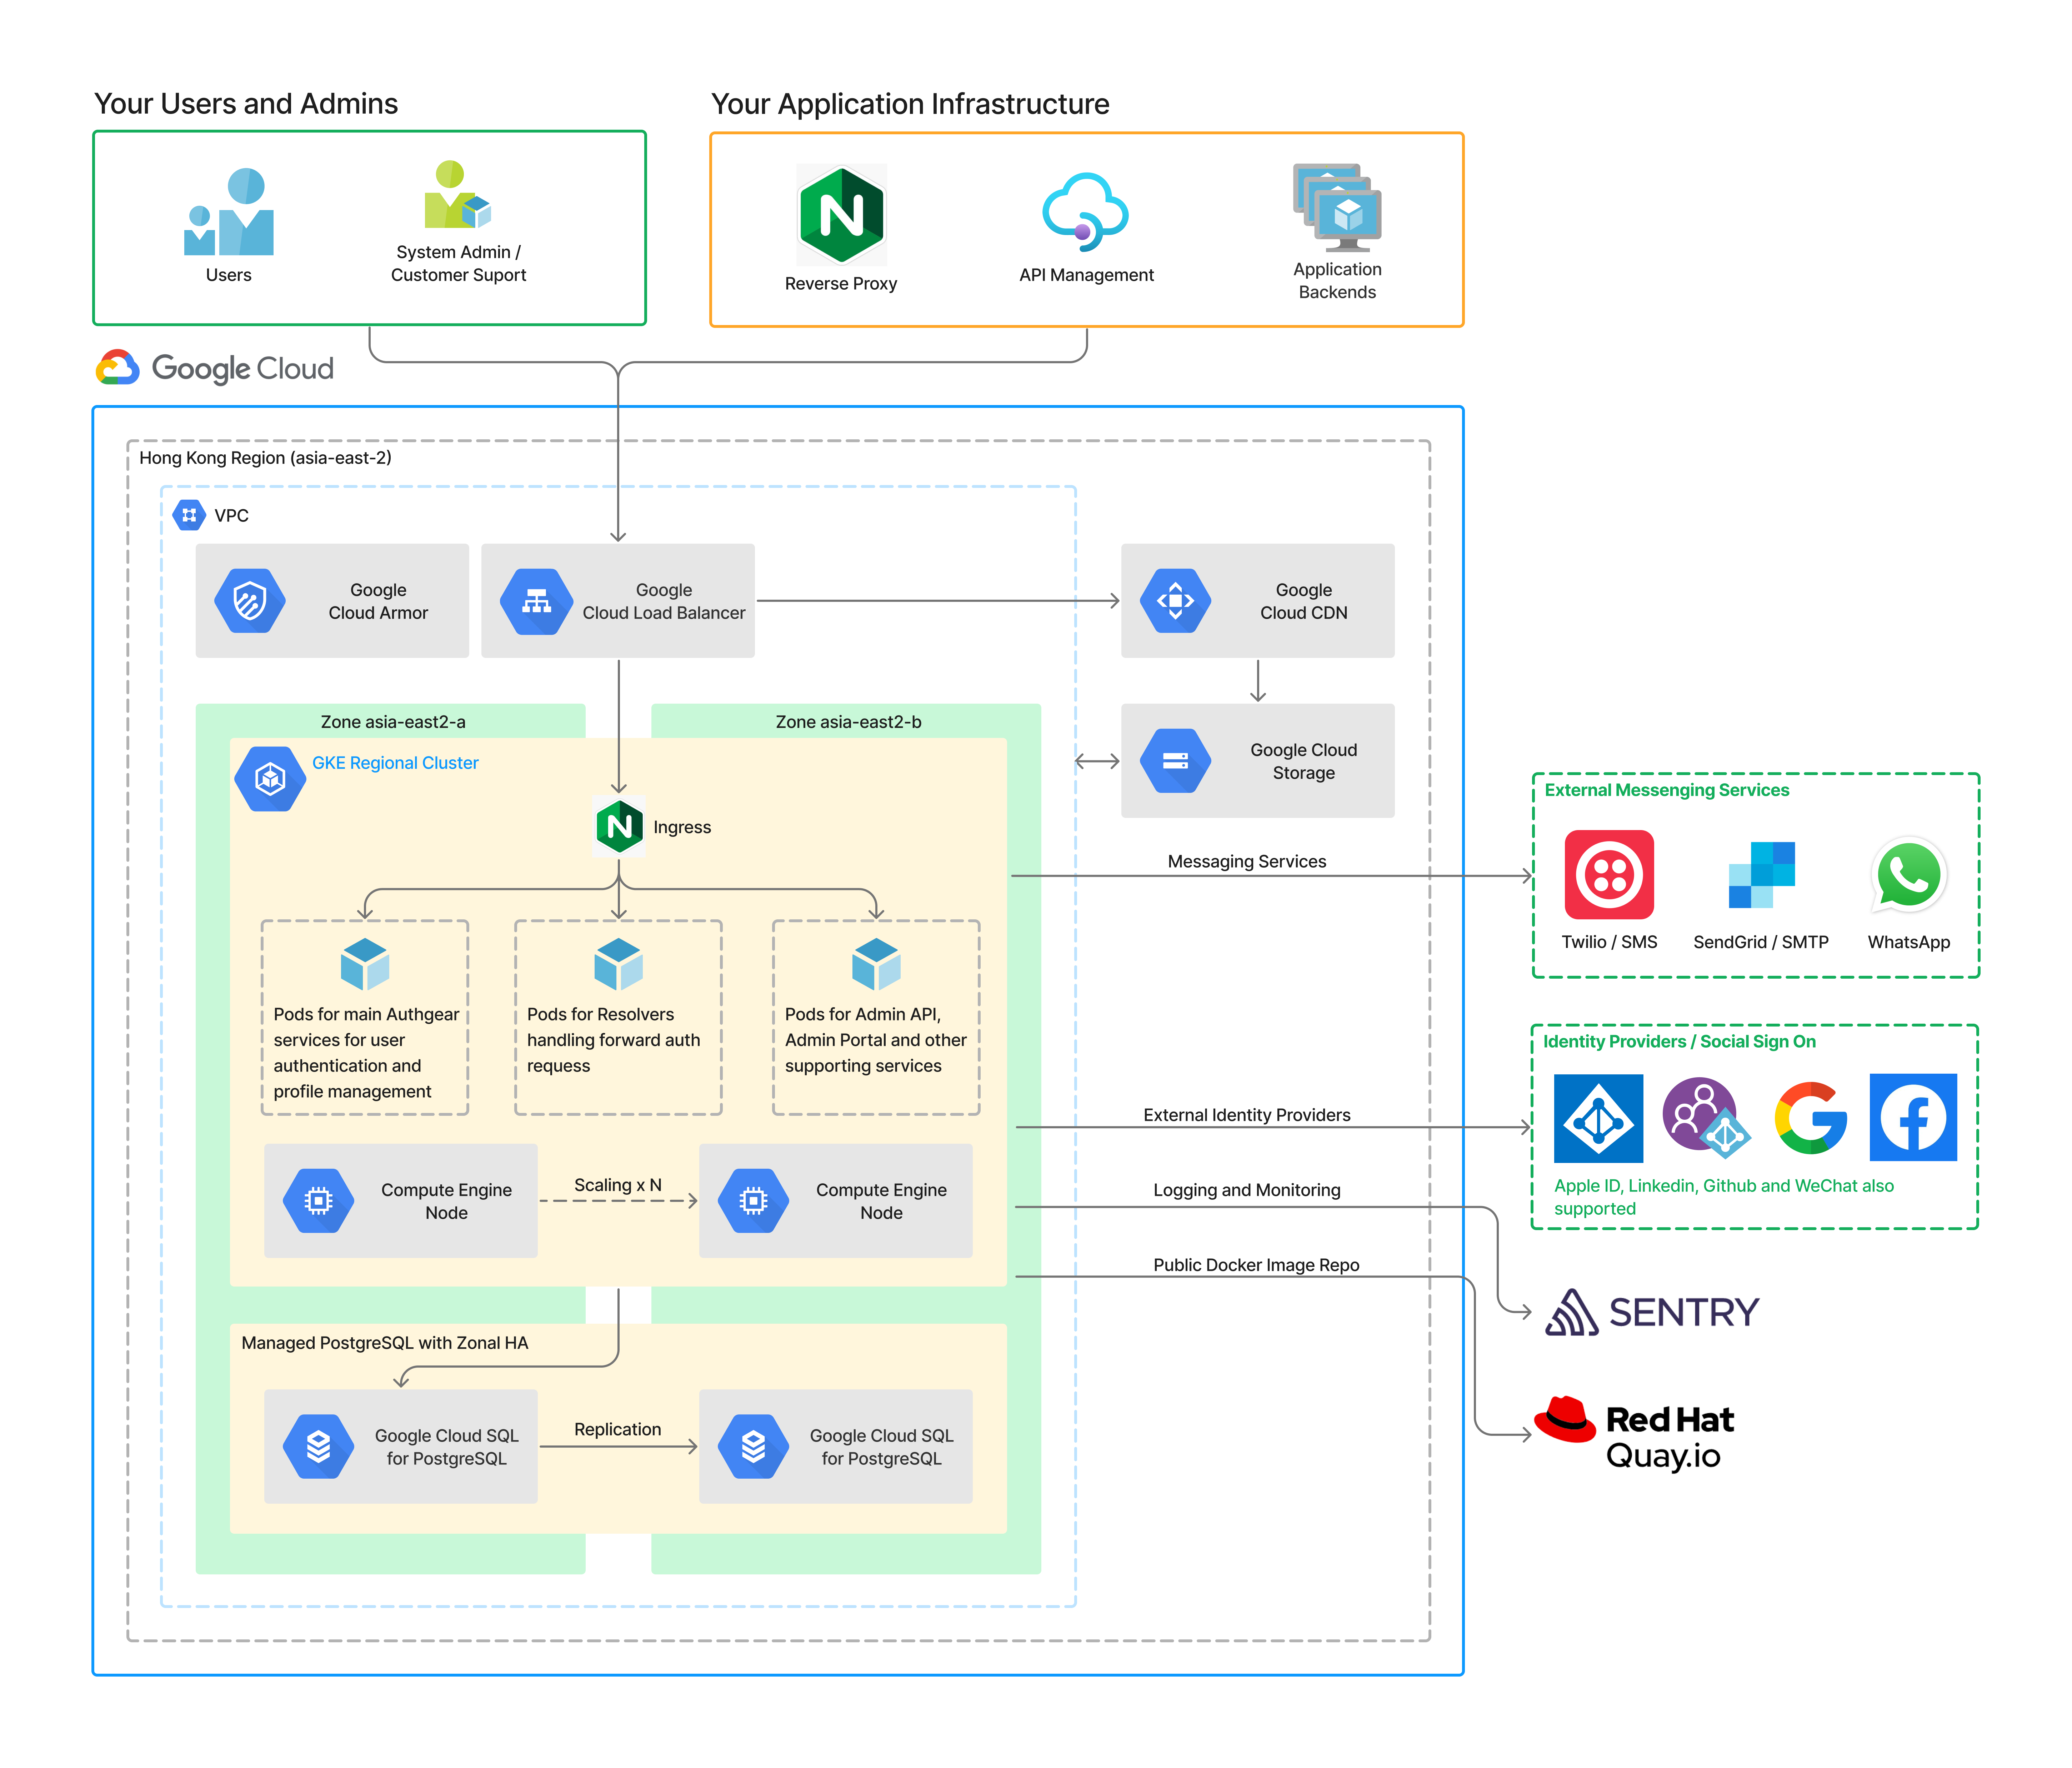 Your Users and Admins
Your Application Infrastructure
Users
System Admin /
Customer Suport
Reverse Proxy
API Management
Application
Backends
Google Cloud
Hong Kong Region (asia-east-2)
VPC
Google
Cloud Armor
Google
Cloud Load Balancer
Google
Cloud CDN
Zone asia-east2-a
Zone asia-east2-b
GKE Regional Cluster
Google Cloud
Storage
Ingress
Messaging Services
External Messenging Services
Twilio / SMS
SendGrid / SMTP
WhatsApp
Pods for main Authgear
services for user
authentication and
profile management
Pods for Resolvers
handling forward auth
requess
Pods for Admin API,
Admin Portal and other
supporting services
External Identity Providers
Identity Providers / Social Sign On
Apple ID, Linkedin, Github and WeChat also
supported
Compute Engine
Node
Scaling x N
Compute Engine
Node
Logging and Monitoring
Public Docker Image Repo
SENTRY
Managed PostgreSQL with Zonal HA
Google Cloud SQL
for PostgreSQL
Replication
Google Cloud SQL
for PostgreSQL
Red Hat
Quay.io